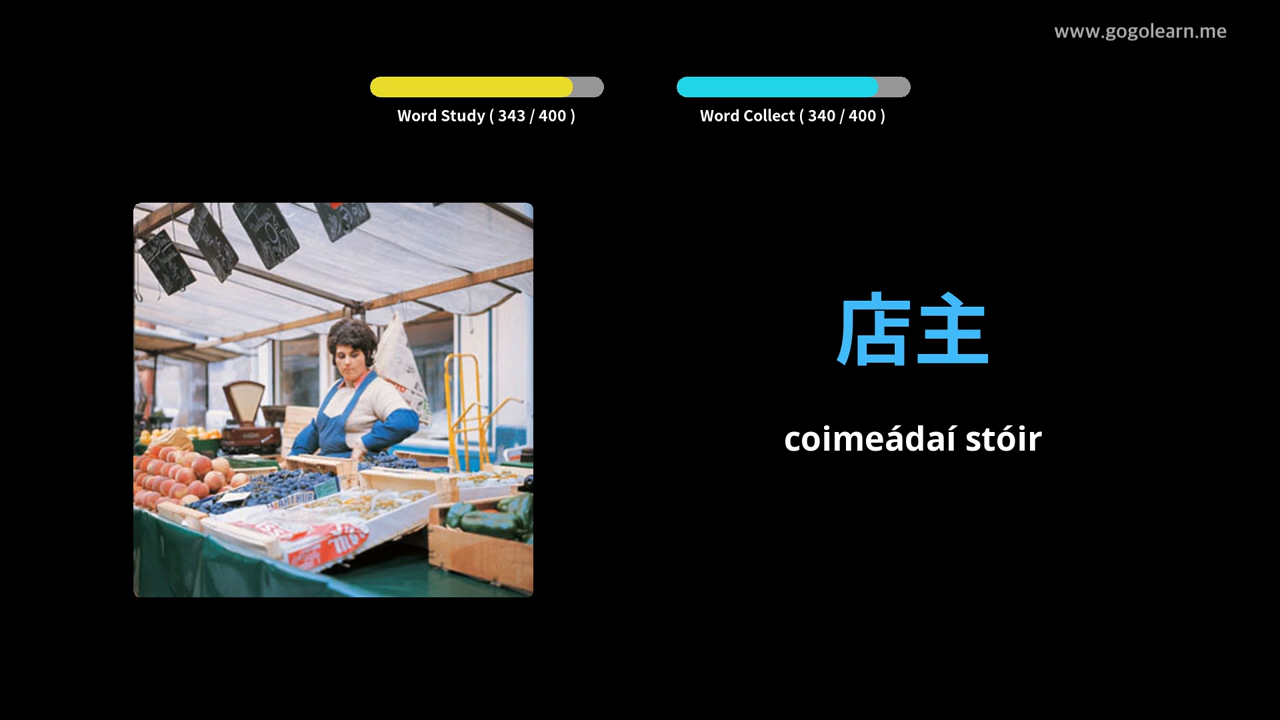 www.gogolearn.me
Word Study ( 343 / 400 )
Word Collect ( 340 / 400 )
店主
coimeádaí stóir